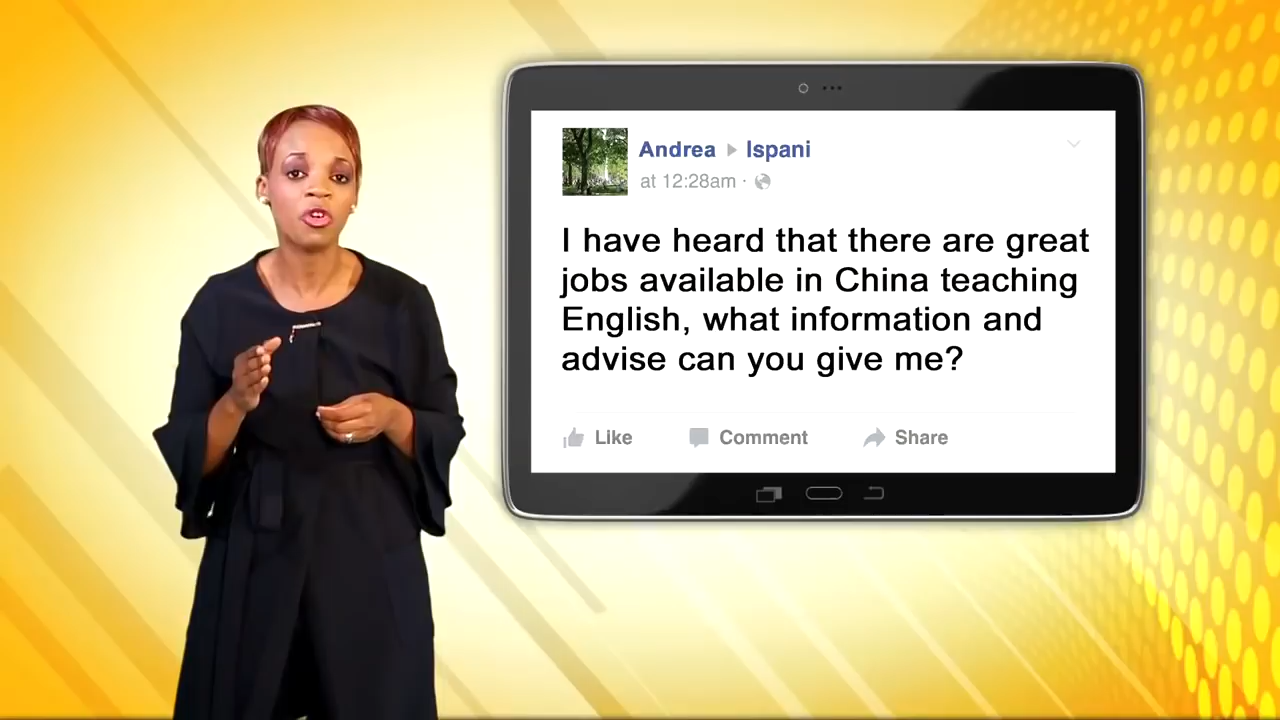 Andrea ▸ Ispani
at 12:28am ·
I have heard that there are great
jobs available in China teaching
English, what information and
advise can you give me?
Like Comment Share